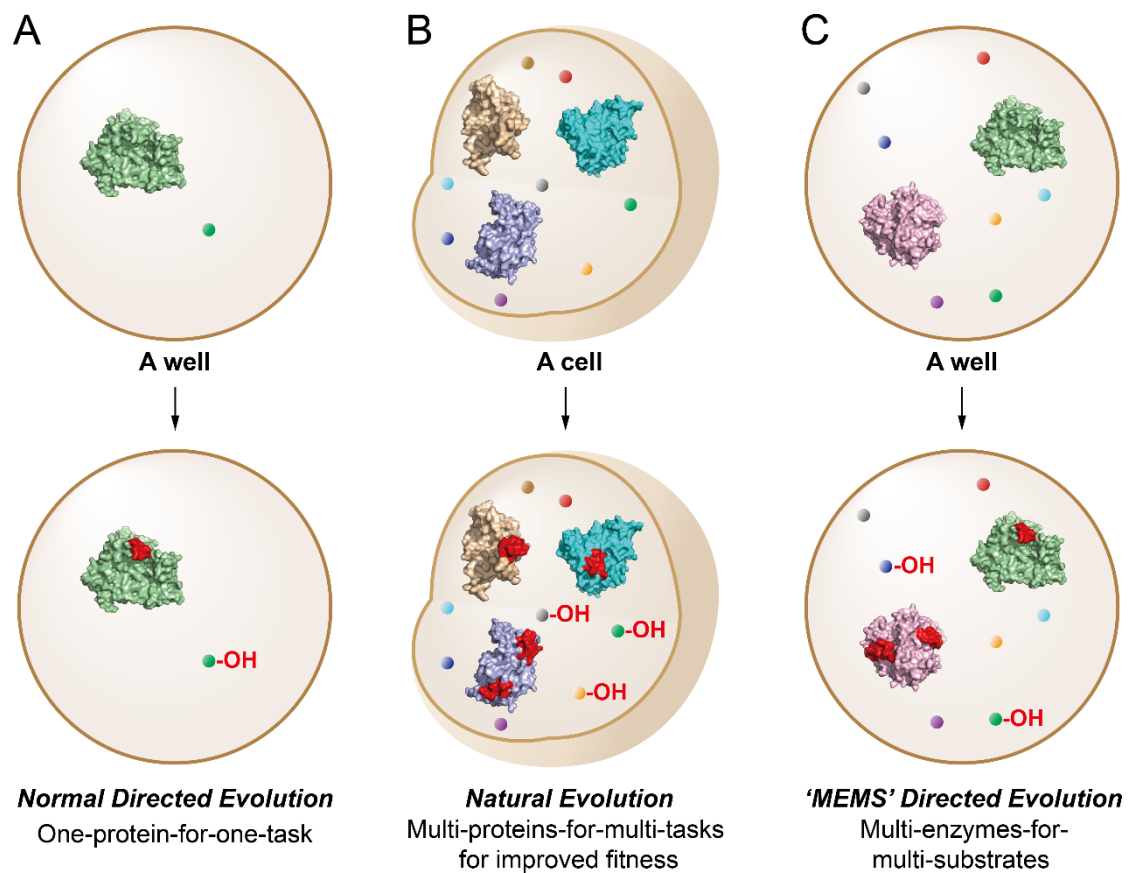 A
B
C
A well
A cell
A well
-OH
-OH
-OH
-OH
-OH
-OH
Normal Directed Evolution
One-protein-for-one-task
Natural Evolution
Multi-proteins-for-multi-tasks
for improved fitness
‘MEMS’ Directed Evolution
Multi-enzymes-for-
multi-substrates